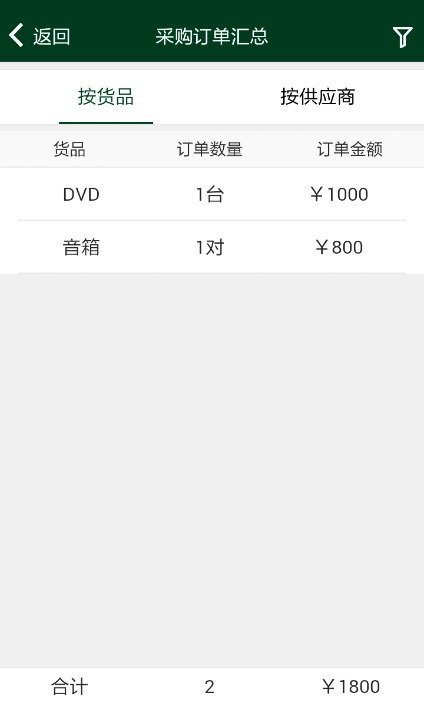 返回 采购订单汇总
按货品 按供应商
货品 订单数量 订单金额
DVD 1台 ￥1000
音箱 1对 ￥800
合计 2 ￥1800